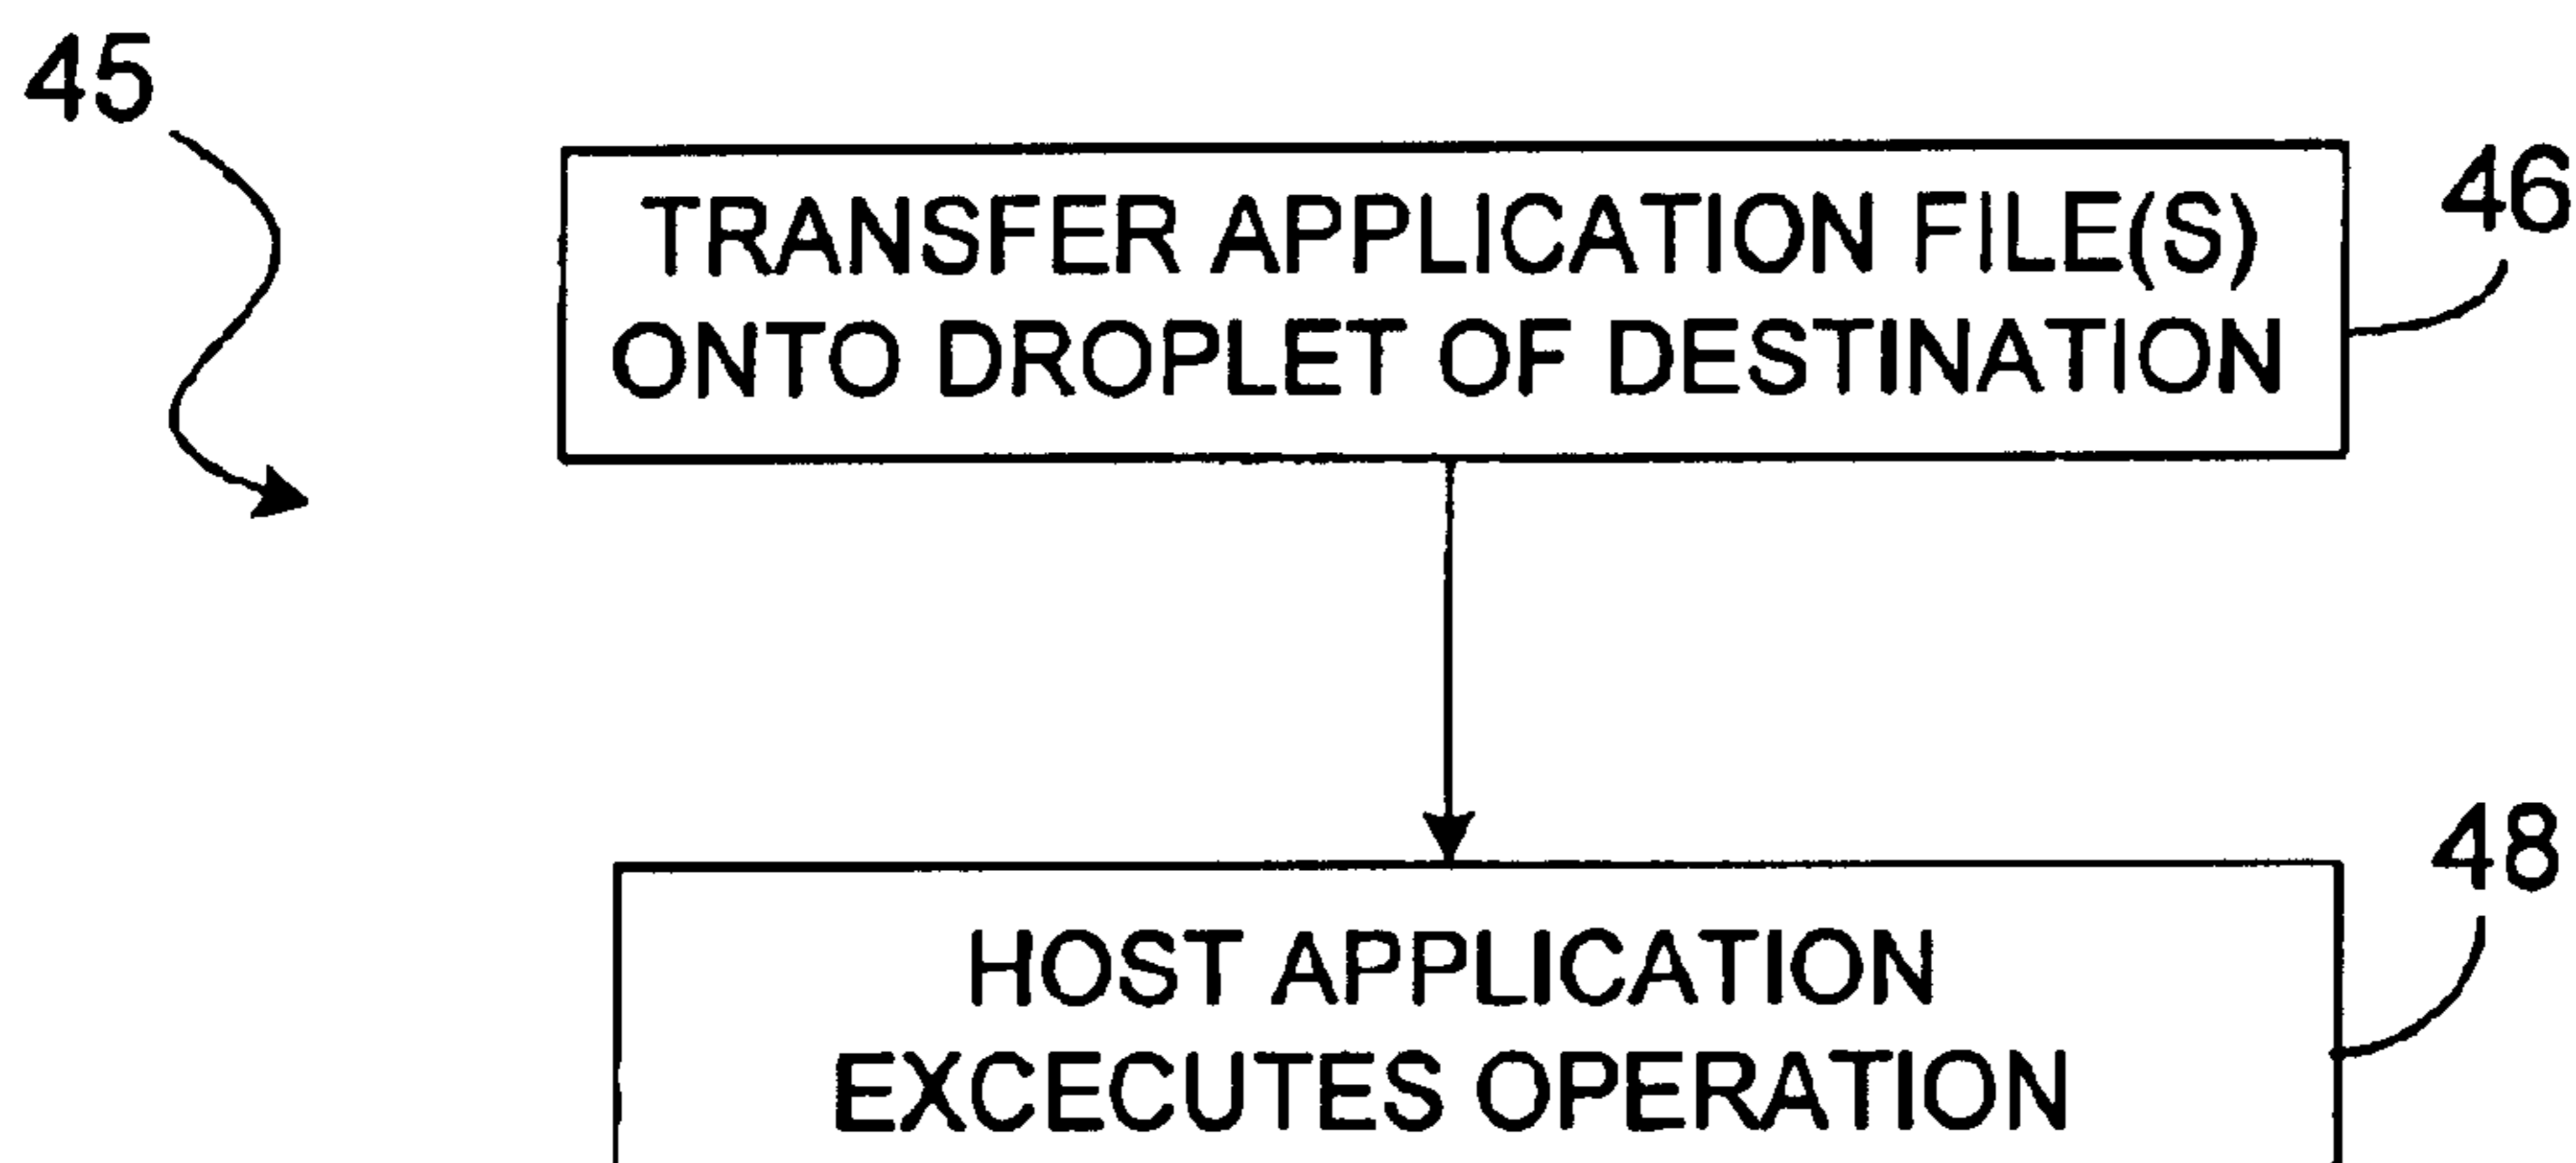 45
TRANSFER APPLICATION FILE(S)
ONTO DROPLET OF DESTINATION
46
HOST APPLICATION
EXCECUTES OPERATION
48